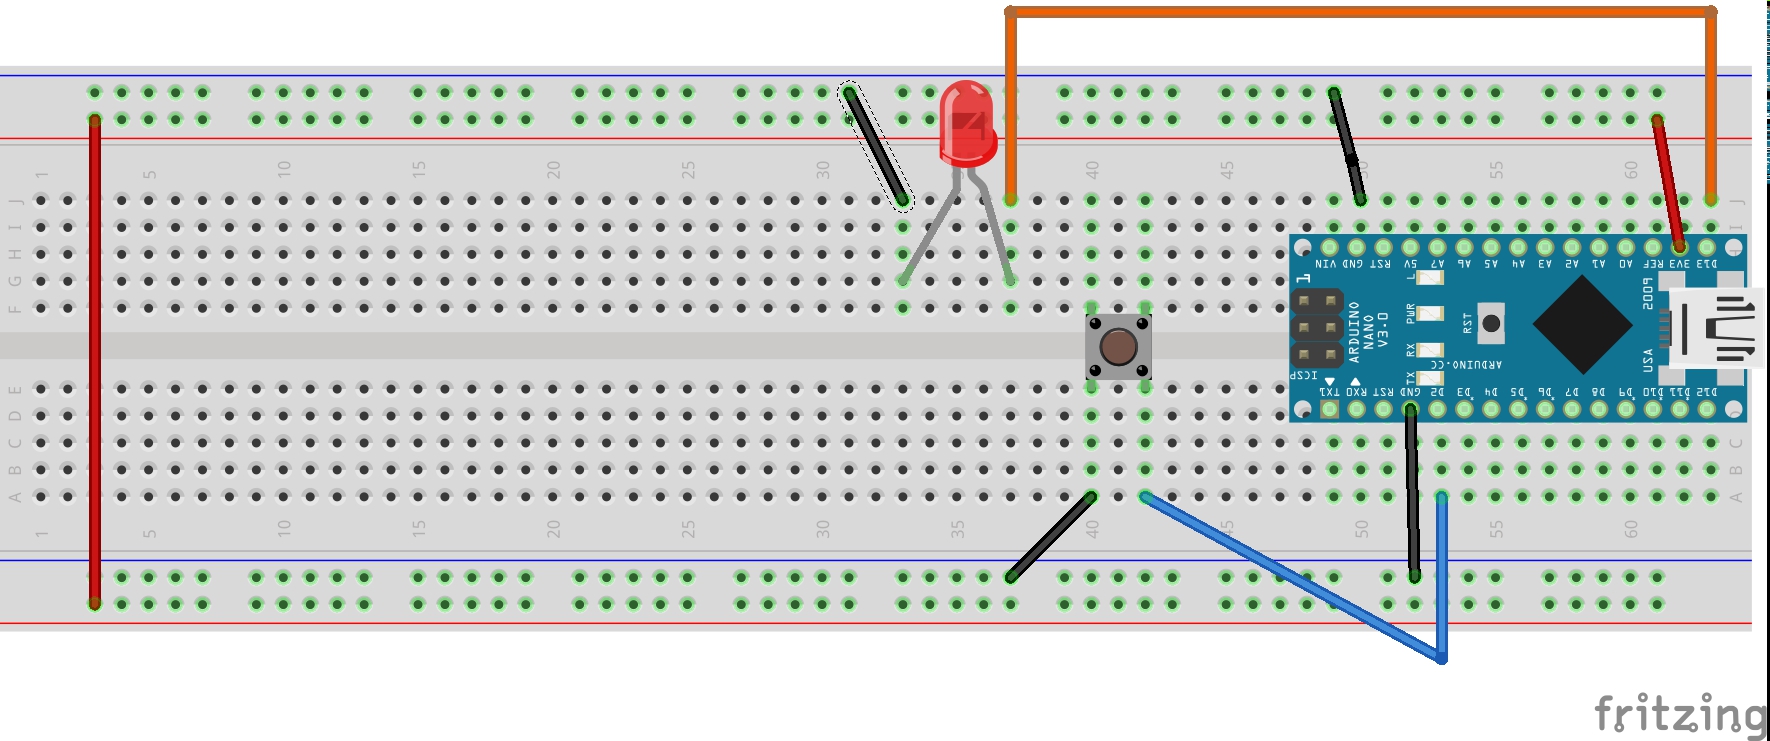 1 5 10 15 20 25 30 35 40 45 50 55 60
J J
I I
H
G
F
VIN GND RST 5V A7 A6 A5 A4 A3 A2 A1 A0 REF 3V3 D13
1
L
PWR
RX
TX
ARDUINO
NANO
V3.0
RST
ARDUINO.CC
2009
USA
ICSP
TX1 RX0 RST GND D2 D3 D4 D5 D6 D7 D8 D9 D10 D11 D12
E
D
C C
B B
A A
1 5 10 15 20 25 30 35 40 45 50 55 60
fritzing